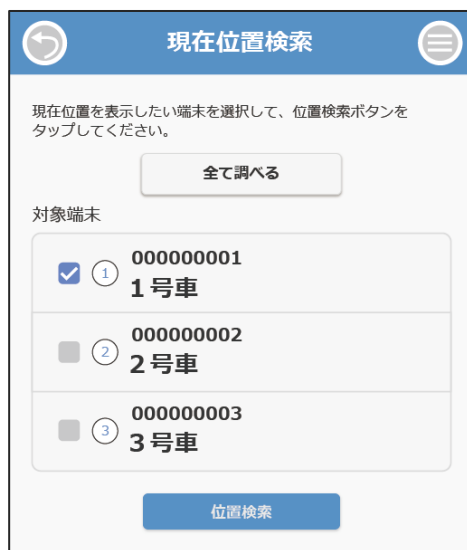 現在位置検索
現在位置を表示したい端末を選択して、位置検索ボタンを
タップしてください。
全て調べる
対象端末
1
000000001
1号車
2
000000002
2号車
3
000000003
3号車
位置検索